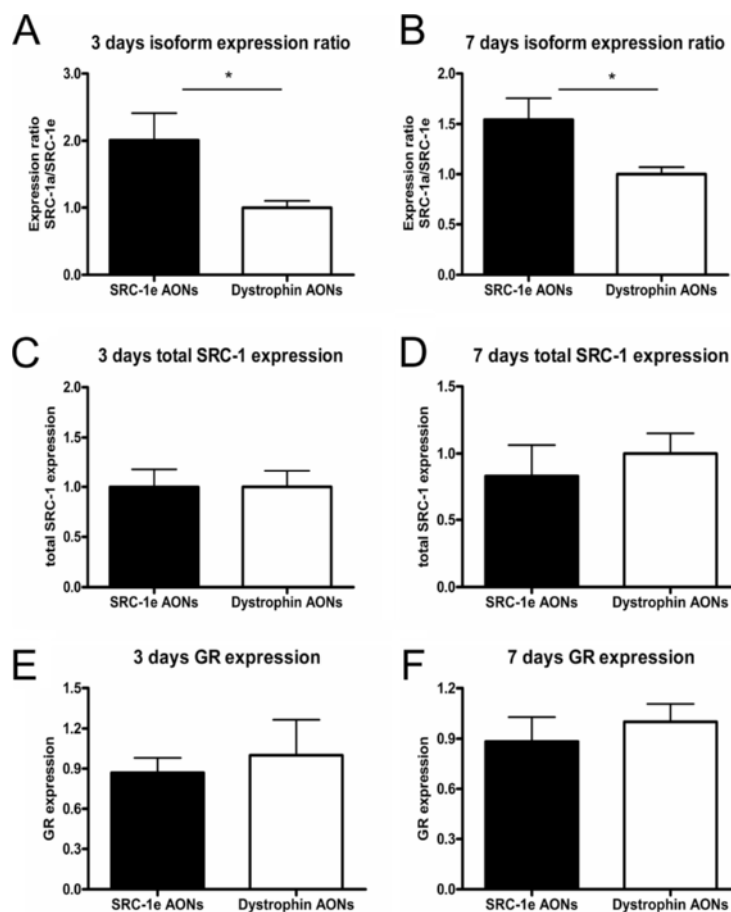 A
3 days isoform expression ratio
Expression ratio
SRC-1a/SRC-1e
3.0
2.0
1.0
0.0
*
SRC-1e AONs
Dystrophin AONs
B
7 days isoform expression ratio
Expression ratio
SRC-1a/SRC-1e
2.0
1.5
1.0
0.5
0.0
*
SRC-1e AONs
Dystrophin AONs
C
3 days total SRC-1 expression
total SRC-1 expression
2.0
1.5
1.0
0.5
0.0
SRC-1e AONs
Dystrophin AONs
D
7 days total SRC-1 expression
total SRC-1 expression
1.5
1.0
0.5
0.0
SRC-1e AONs
Dystrophin AONs
E
3 days GR expression
GR expression
1.5
1.2
0.9
0.6
0.3
0.0
SRC-1e AONs
Dystrophin AONs
F
7 days GR expression
GR expression
1.2
0.9
0.6
0.3
0.0
SRC-1e AONs
Dystrophin AONs